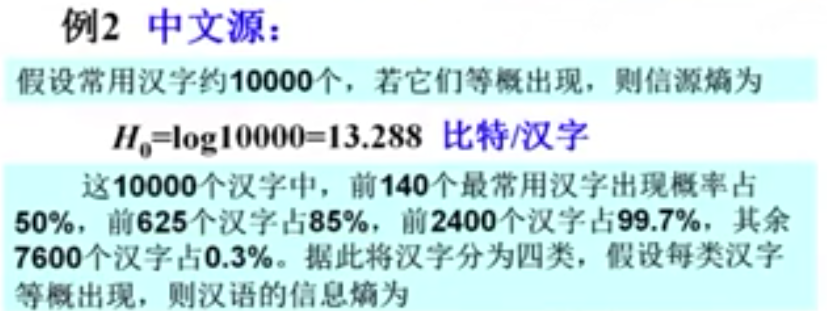 例2 中文源：
假设常用汉字约10000个，若它们等概出现，则信源熵为
H₀=log10000=13.288 比特/汉字
这10000个汉字中，前140个最常用汉字出现概率占
50%，前625个汉字占85%，前2400个汉字占99.7%，其余
7600个汉字占0.3%。据此将汉字分为四类，假设每类汉字
等概出现，则汉语的信息熵为